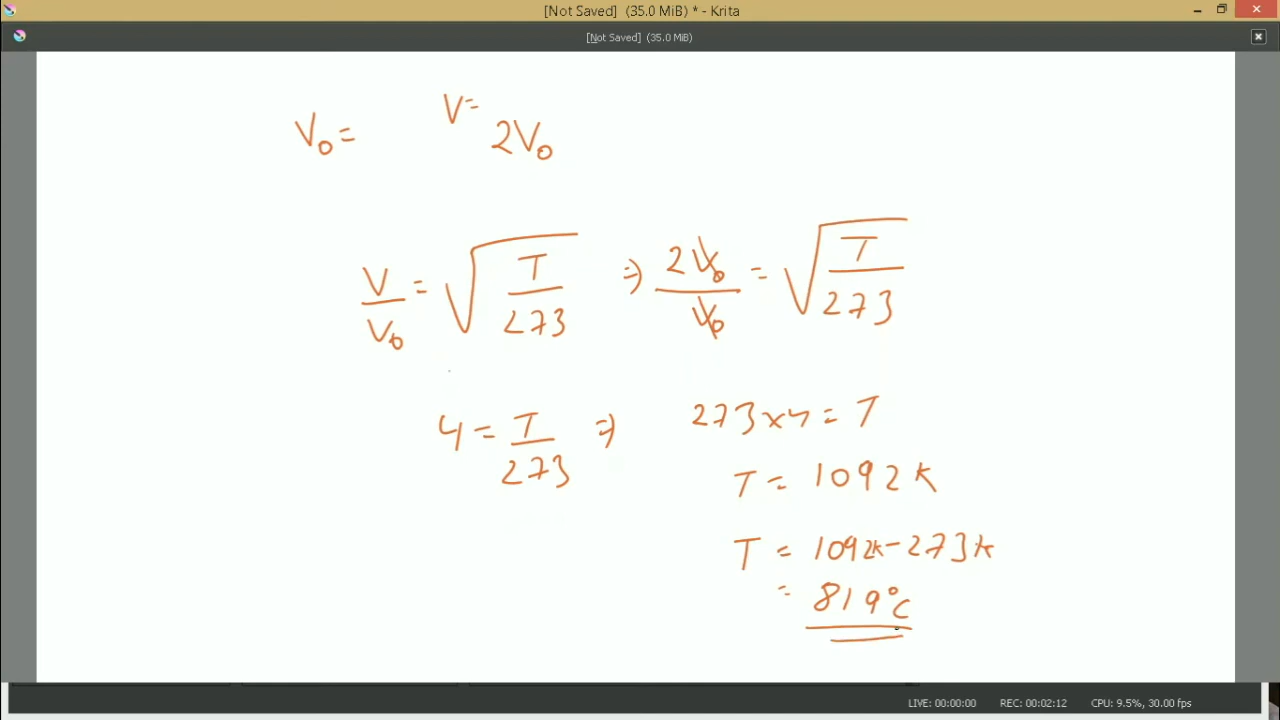 [Not Saved] (35.0 MiB) * - Krita
[Not Saved] (35.0 MiB)
V₀ = V = 2V₀
V/V₀ = √(T/273) ⇒ 2V₀/V₀ = √(T/273)
4 = T/273 ⇒ 273 × 4 = T
T = 1092 K
T = 1092K - 273K
= 819°C
LIVE: 00:00:00 REC: 00:02:12 CPU: 9.5%, 30.00 fps